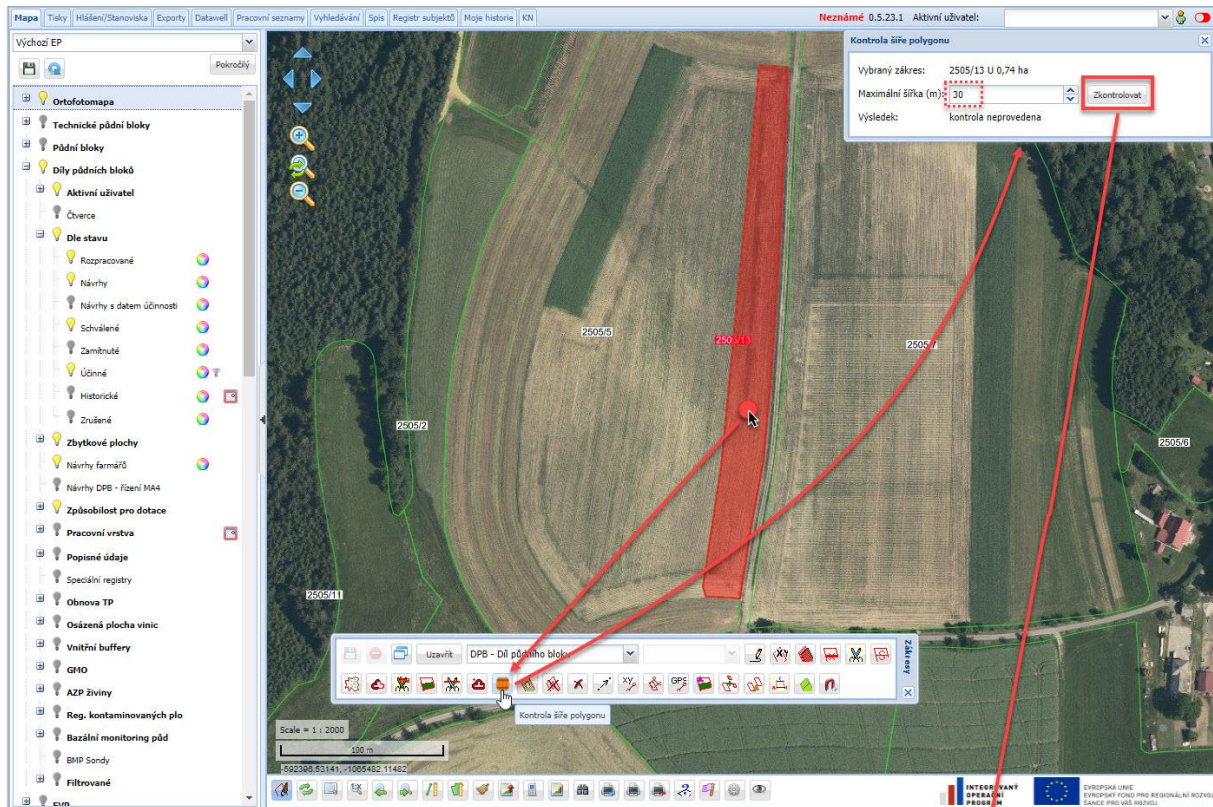 Mapa Tisky Hlášení/Stanoviska Exporty Datawell Pracovní seznamy Vyhledávání Spis Registr subjektů Moje historie KN Neznámé 0.5.23.1 Aktivní uživatel:
Výchozí EP
Pokročilý
Ortofotomapa
Technické půdní bloky
Půdní bloky
Díly půdních bloků
Aktivní uživatel
Čtverce
Dle stavu
Rozpracované
Návrhy
Návrhy s datem účinnosti
Schválené
Zamítnuté
Účinné
Historické
Zrušené
Zbytkové plochy
Návrhy farmářů
Návrhy DPB - řízení MA4
Způsobilost pro dotace
Pracovní vrstva
Popisné údaje
Speciální registry
Obnova TP
Osázená plocha vinic
Vnitřní buffery
GMO
AZP živiny
Reg. kontaminovaných plo
Bazální monitoring půd
BMP Sondy
Filtrované
EVP
Kontrola šíře polygonu
Vybraný zákres: 2505/13 U 0,74 ha
Maximální šířka (m): 30 Zkontrolovat
Výsledek: kontrola neprovedena
2505/5
2505/13
2505/7
2505/2
2505/6
2505/11
Uzavřít DPB - Díl půdního bloku
Zákresy
XY
XY GPS
Kontrola šíře polygonu
Scale = 1 : 2000
100 m
-592396.53141, -1065482.11482
1:X
INTEGROVANÝ
OPERAČNÍ
PROGRAM
EVROPSKÁ UNIE
EVROPSKÝ FOND PRO REGIONÁLNÍ ROZVOJ
ŠANCE PRO VÁŠ ROZVOJ